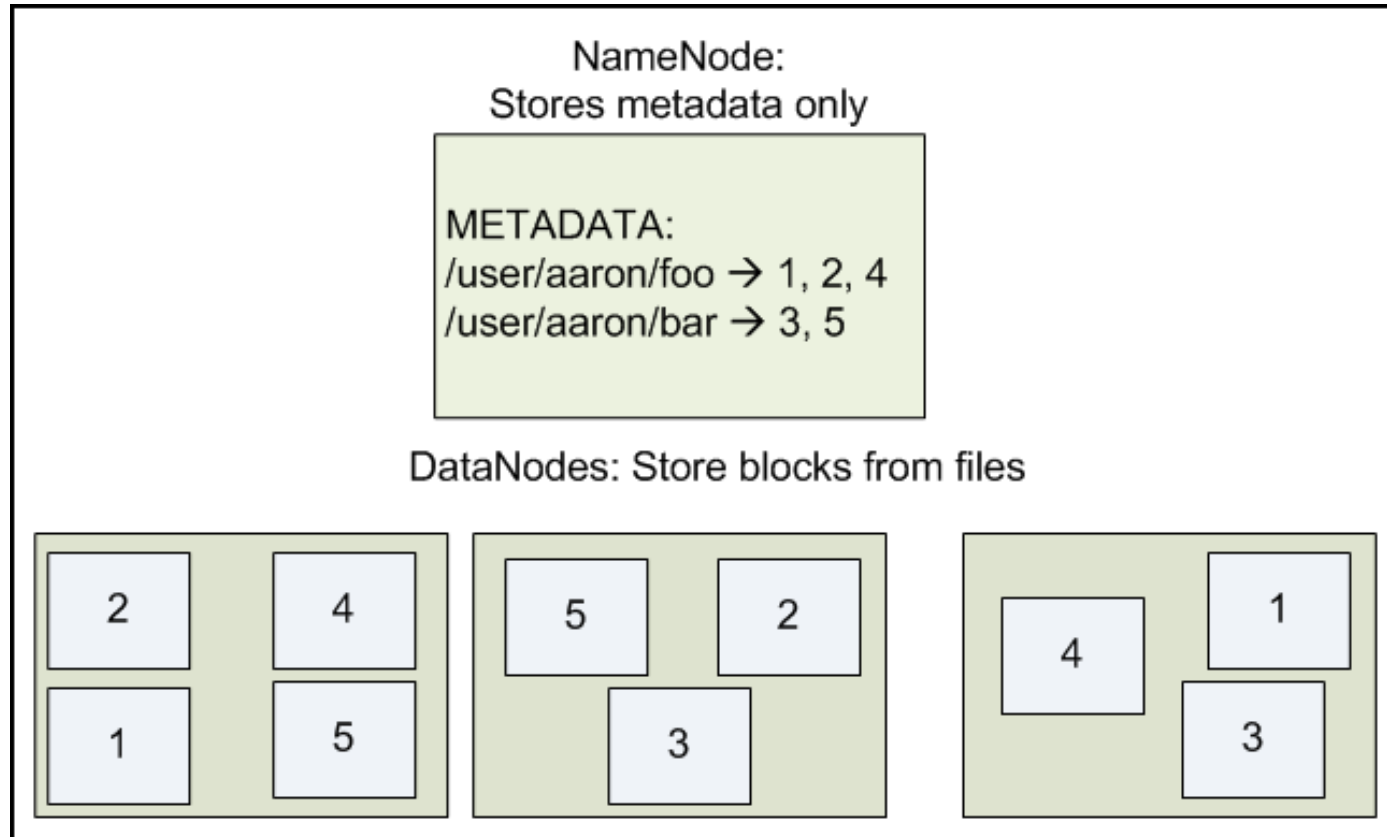 NameNode:
Stores metadata only
METADATA:
/user/aaron/foo → 1, 2, 4
/user/aaron/bar → 3, 5
DataNodes: Store blocks from files
2
4
1
5
5
2
3
4
1
3